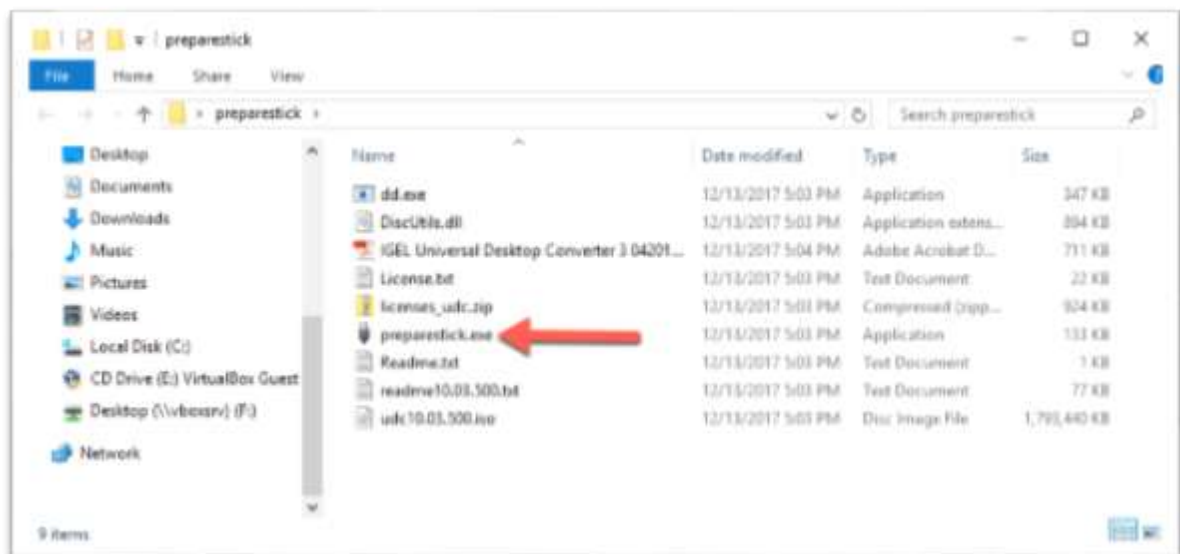 preparestick
File Home Share View
preparestick
Search preparestick
Desktop
Documents
Downloads
Music
Pictures
Videos
Local Disk (C:)
CD Drive (E:) VirtualBox Guest
Desktop (\\vboxsrv) (F:)
Network
Name Date modified Type Size
dd.exe 12/13/2017 5:03 PM Application 347 KB
DiscUtils.dll 12/13/2017 5:03 PM Application extens... 894 KB
IGEL Universal Desktop Converter 3 04201... 12/13/2017 5:04 PM Adobe Acrobat D... 711 KB
License.txt 12/13/2017 5:03 PM Text Document 22 KB
licenses_udc.zip 12/13/2017 5:03 PM Compressed (zipp... 924 KB
preparestick.exe 12/13/2017 5:03 PM Application 133 KB
Readme.txt 12/13/2017 5:03 PM Text Document 1 KB
readme10.03.500.txt 12/13/2017 5:03 PM Text Document 77 KB
udc10.03.500.iso 12/13/2017 5:03 PM Disc Image File
9 items